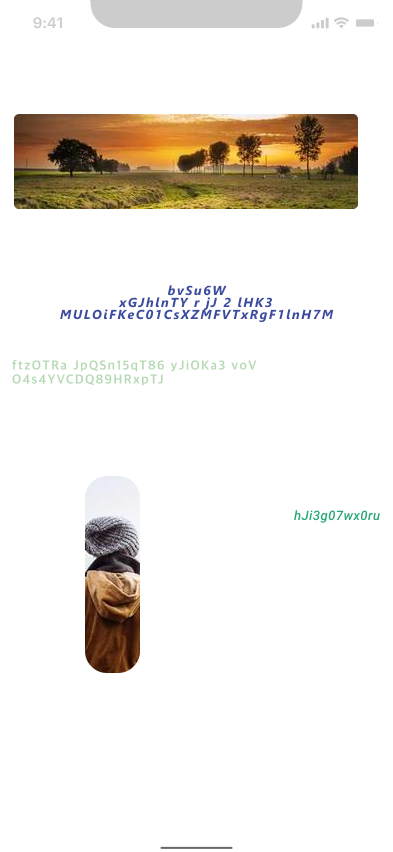 9:41
bvSu6W
xGJhlnTY r jJ 2 lHK3
MULOiFKeC01CsXZMFVTxRgF1lnH7M
ftzOTRa JpQSn15qT86 yJiOKa3 voV
O4s4YVCDQ89HRxpTJ
hJi3g07wx0ru